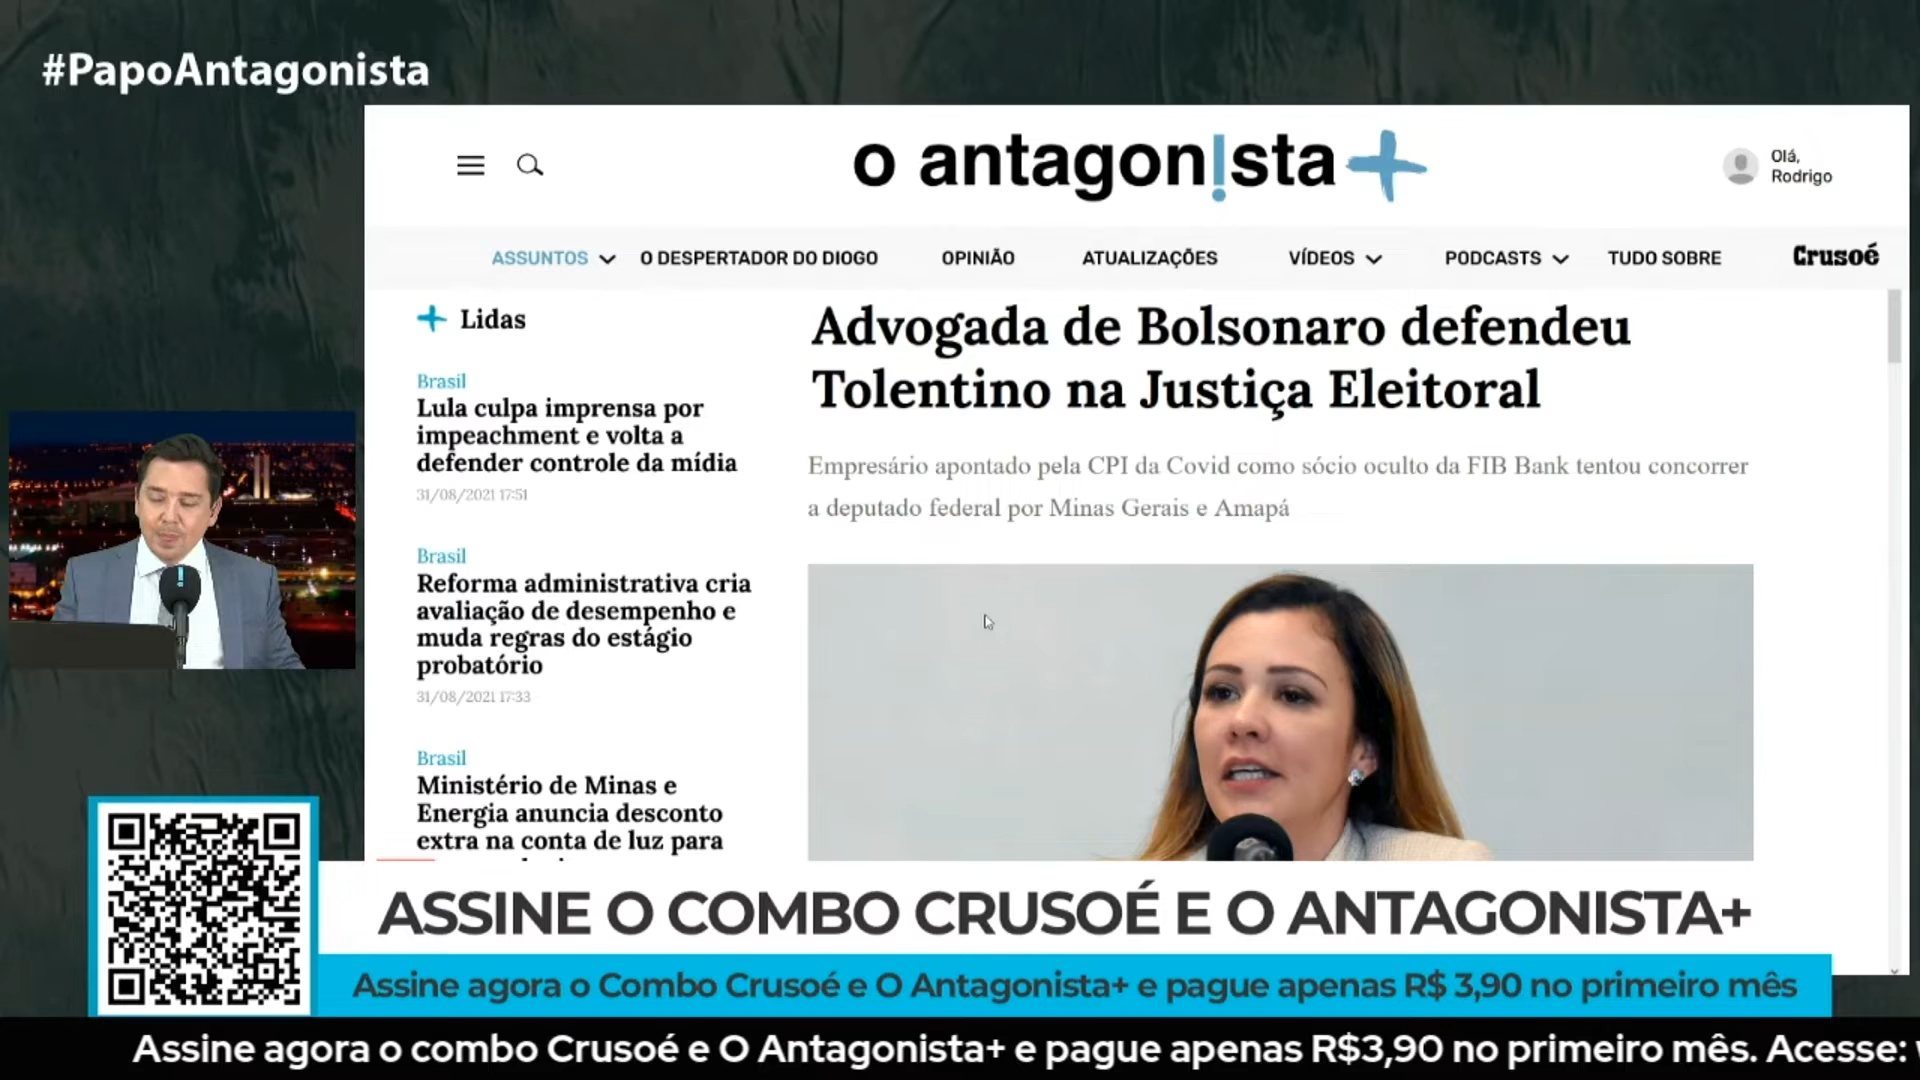 #PapoAntagonista
o antagon!sta+
Olá,
Rodrigo
ASSUNTOS
O DESPERTADOR DO DIOGO
OPINIÃO
ATUALIZAÇÕES
VÍDEOS
PODCASTS
TUDO SOBRE
Crusoé
+ Lidas
Brasil
Lula culpa imprensa por
impeachment e volta a
defender controle da mídia
31/08/2021 17:51
Brasil
Reforma administrativa cria
avaliação de desempenho e
muda regras do estágio
probatório
31/08/2021 17:33
Brasil
Ministério de Minas e
Energia anuncia desconto
extra na conta de luz para
Advogada de Bolsonaro defendeu
Tolentino na Justiça Eleitoral
Empresário apontado pela CPI da Covid como sócio oculto da FIB Bank tentou concorrer
a deputado federal por Minas Gerais e Amapá
ASSINE O COMBO CRUSOÉ E O ANTAGONISTA+
Assine agora o Combo Crusoé e O Antagonista+ e pague apenas R$ 3,90 no primeiro mês
Assine agora o combo Crusoé e O Antagonista+ e pague apenas R$3,90 no primeiro mês. Acesse: